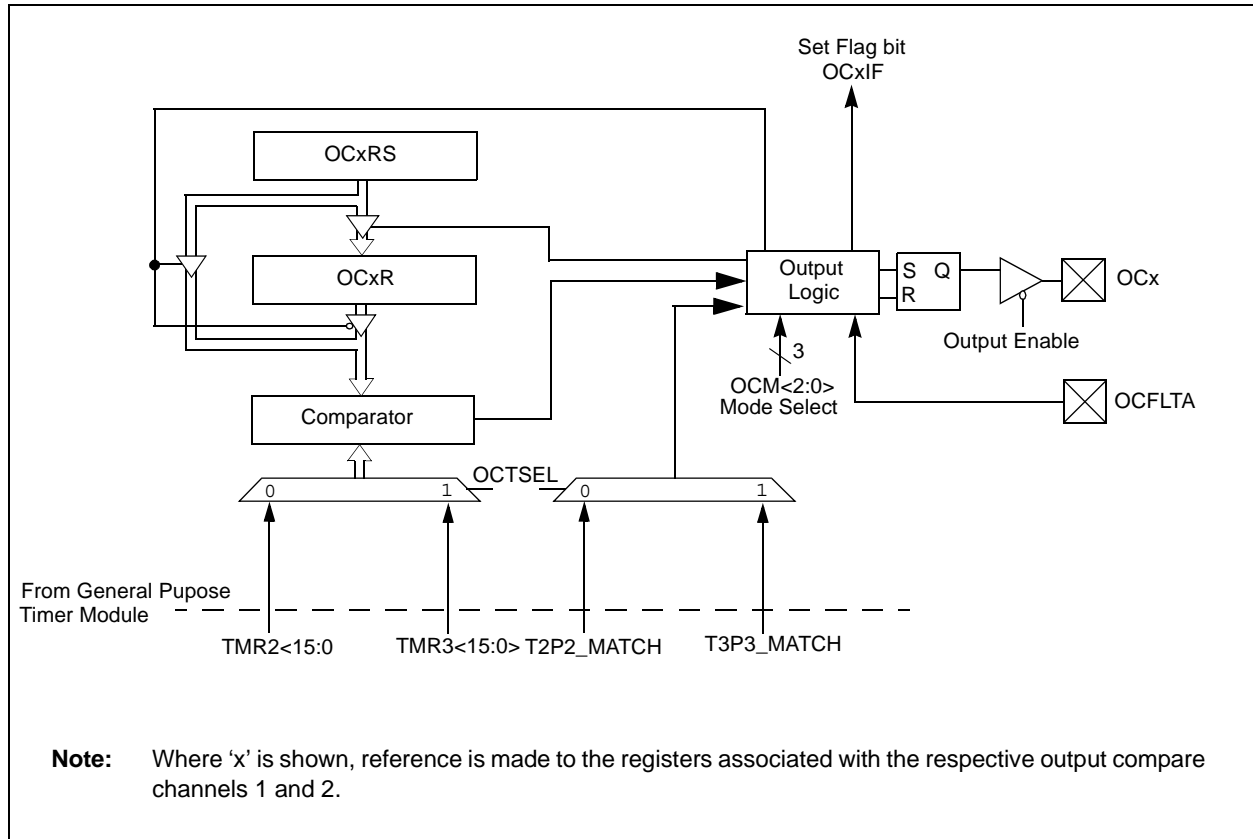 Set Flag bit
OCxIF
OCxRS
OCxR
Output
Logic
S Q
R
OCx
Output Enable
3
OCM<2:0>
Mode Select
OCFLTA
Comparator
OCTSEL
0 1
0 1
From General Pupose
Timer Module
TMR2<15:0
TMR3<15:0>
T2P2_MATCH
T3P3_MATCH
Note: Where ‘x’ is shown, reference is made to the registers associated with the respective output compare
channels 1 and 2.